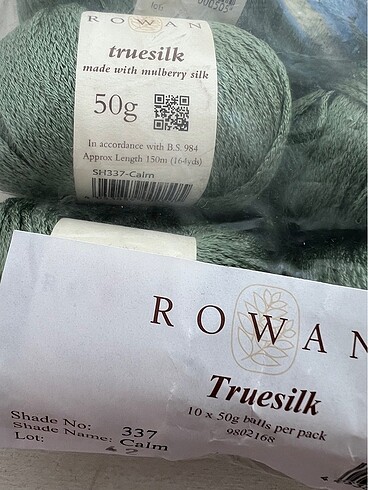 ROWAN
truesilk
made with mulberry silk
50g
In accordance with B.S. 984
Approx Length 150m (164yds)
SH337-Calm
ROWAN
Truesilk
10 x 50g balls per pack
9802168
Shade No: 337
Shade Name: Calm
Lot: